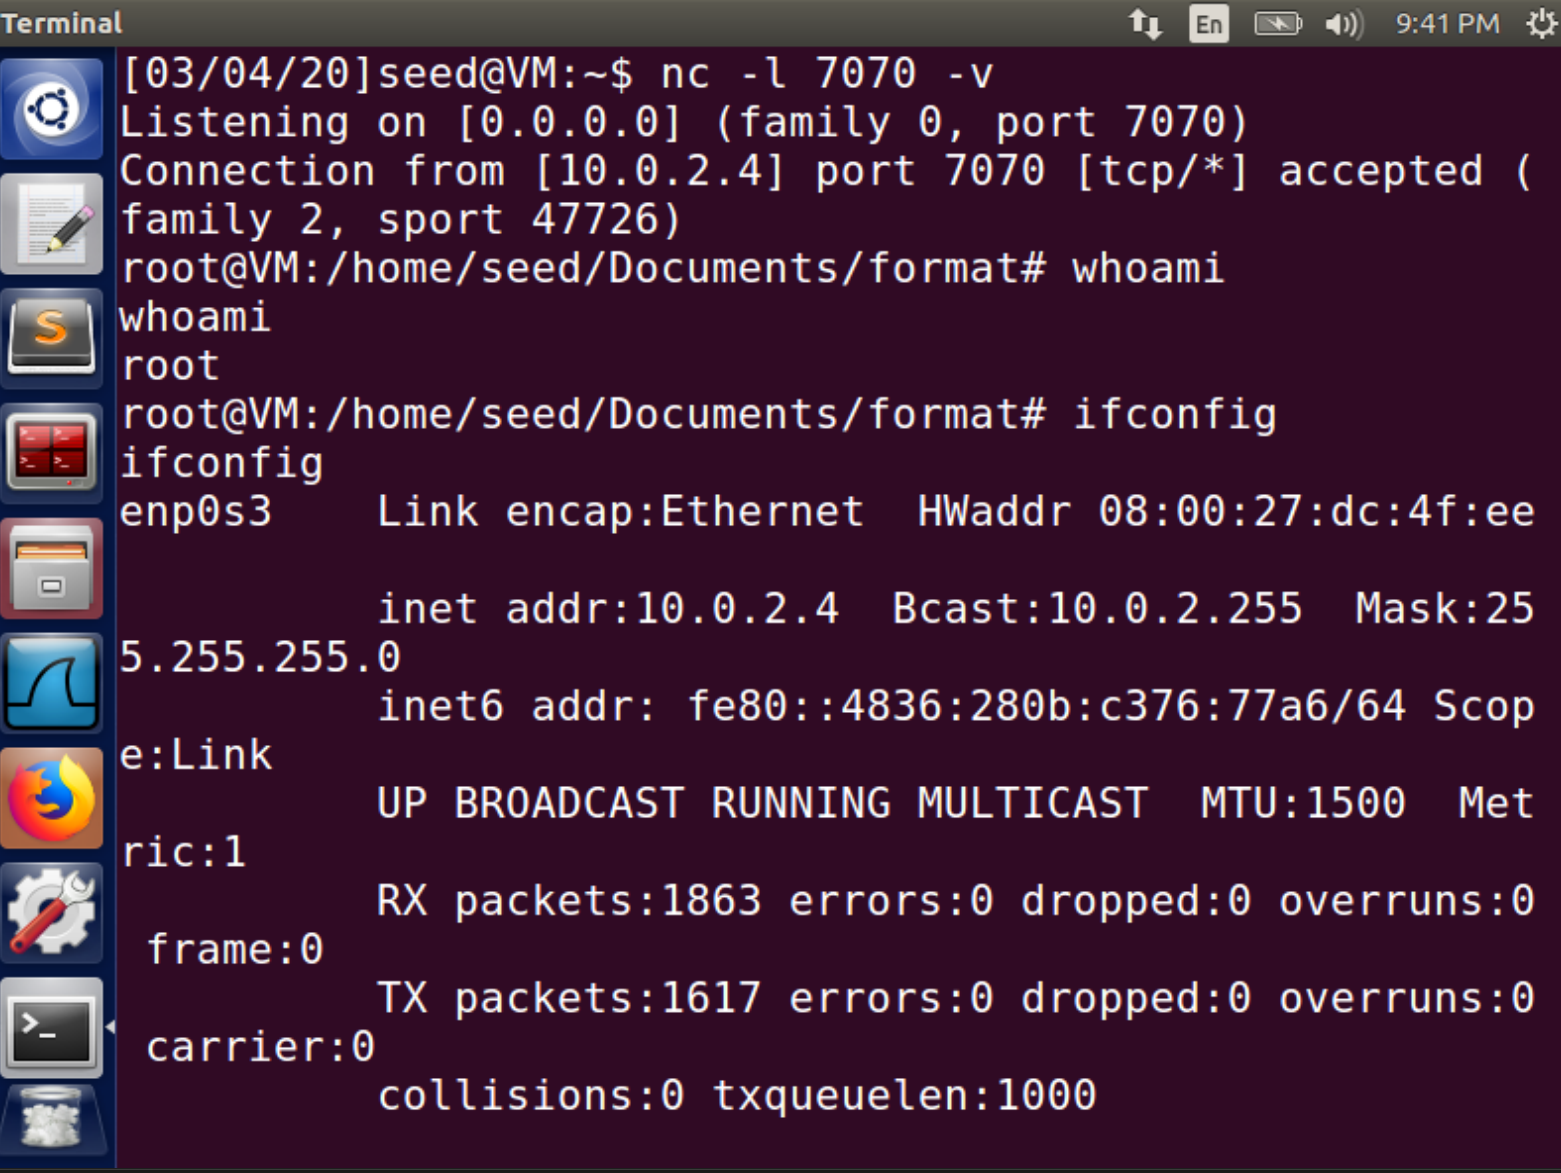 Terminal
En
9:41 PM
[03/04/20]seed@VM:~$ nc -l 7070 -v
Listening on [0.0.0.0] (family 0, port 7070)
Connection from [10.0.2.4] port 7070 [tcp/*] accepted (
family 2, sport 47726)
root@VM:/home/seed/Documents/format# whoami
whoami
root
root@VM:/home/seed/Documents/format# ifconfig
ifconfig
enp0s3    Link encap:Ethernet  HWaddr 08:00:27:dc:4f:ee
          inet addr:10.0.2.4  Bcast:10.0.2.255  Mask:25
5.255.255.0
          inet6 addr: fe80::4836:280b:c376:77a6/64 Scop
e:Link
          UP BROADCAST RUNNING MULTICAST  MTU:1500  Met
ric:1
          RX packets:1863 errors:0 dropped:0 overruns:0
 frame:0
          TX packets:1617 errors:0 dropped:0 overruns:0
 carrier:0
          collisions:0 txqueuelen:1000